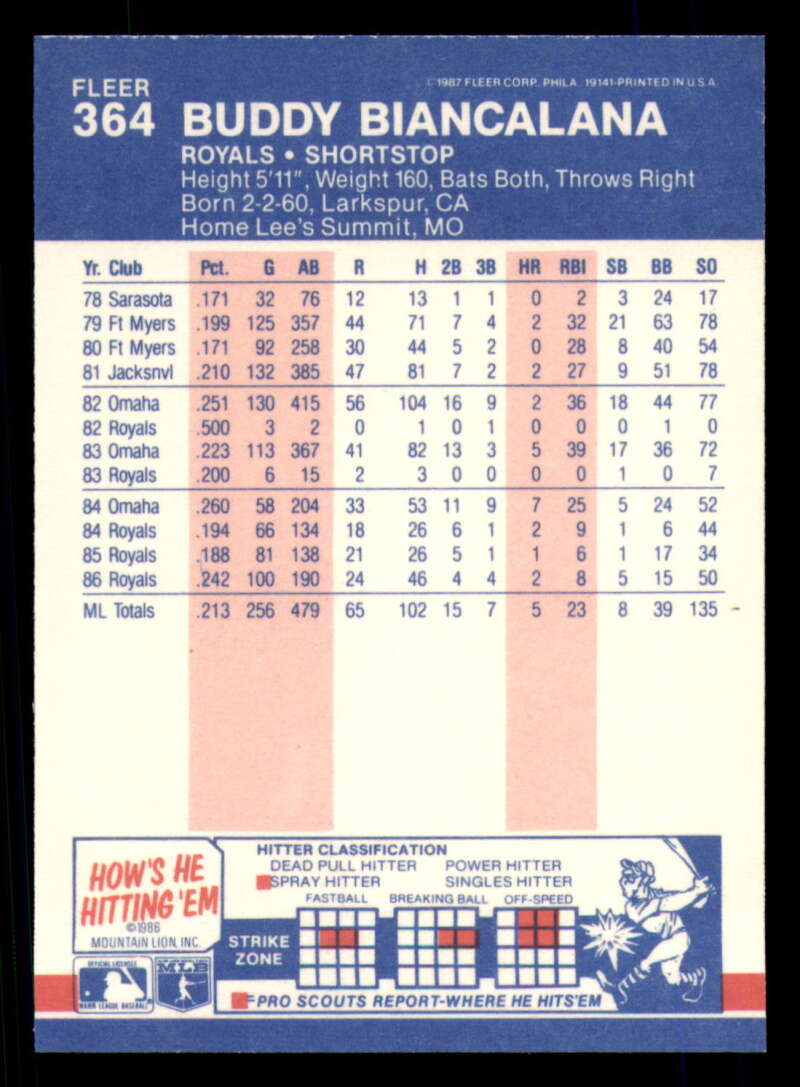 FLEER
©1987 FLEER CORP. PHILA. 19141-PRINTED IN U.S.A.
364 BUDDY BIANCALANA
ROYALS • SHORTSTOP
Height 5'11", Weight 160, Bats Both, Throws Right
Born 2-2-60, Larkspur, CA
Home Lee's Summit, MO
Yr. Club Pct. G AB R H 2B 3B HR RBI SB BB SO
78 Sarasota .171 32 76 12 13 1 1 0 2 3 24 17
79 Ft Myers .199 125 357 44 71 7 4 2 32 21 63 78
80 Ft Myers .171 92 258 30 44 5 2 0 28 8 40 54
81 Jacksnvl .210 132 385 47 81 7 2 2 27 9 51 78
82 Omaha .251 130 415 56 104 16 9 2 36 18 44 77
82 Royals .500 3 2 0 1 0 1 0 0 0 1 0
83 Omaha .223 113 367 41 82 13 3 5 39 17 36 72
83 Royals .200 6 15 2 3 0 0 0 0 1 0 7
84 Omaha .260 58 204 33 53 11 9 7 25 5 24 52
84 Royals .194 66 134 18 26 6 1 2 9 1 6 44
85 Royals .188 81 138 21 26 5 1 1 6 1 17 34
86 Royals .242 100 190 24 46 4 4 2 8 5 15 50
ML Totals .213 256 479 65 102 15 7 5 23 8 39 135
HOW'S HE
HITTING 'EM
©1986
MOUNTAIN LION, INC.
HITTER CLASSIFICATION
DEAD PULL HITTER POWER HITTER
SPRAY HITTER SINGLES HITTER
FASTBALL BREAKING BALL OFF-SPEED
STRIKE
ZONE
OFFICIAL LICENSEE
MAJOR LEAGUE BASEBALL
MLB
=PRO SCOUTS REPORT-WHERE HE HITS'EM